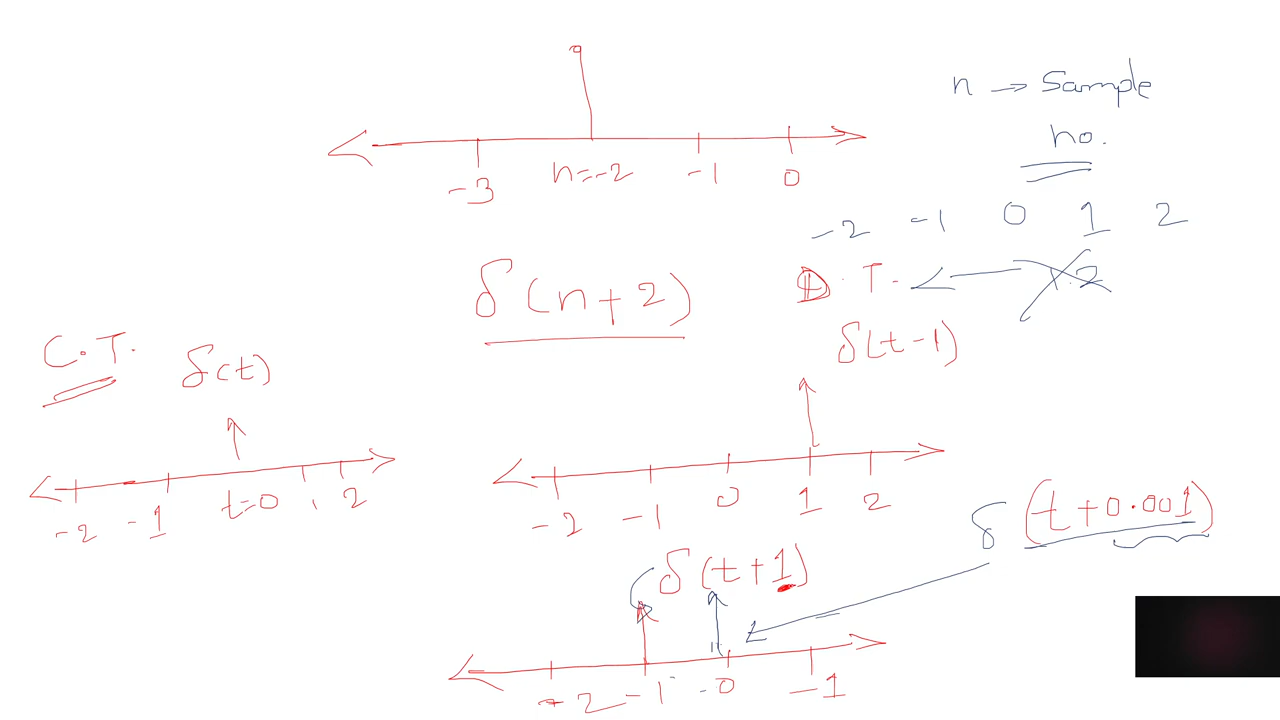 n → Sample
no.
-3 n=-2 -1 0
-2 -1 0 1 2
δ(n+2)
D.T. ← 1.2
δ(t-1)
C.T. δ(t)
-2 -1 t=0 , 2
-2 -1 0 1 2
δ(t+0.001)
δ(t+1)
-2 -1 -0 -1